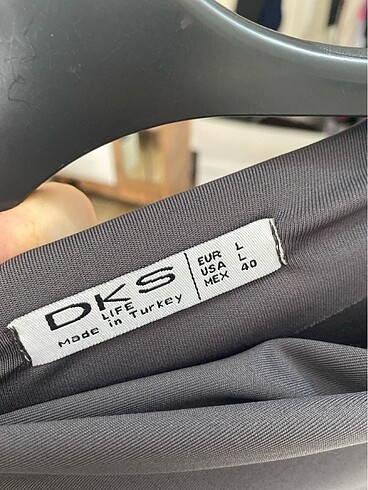 DKS
LIFE
Made in Turkey
EUR L
USA L
MEX 40